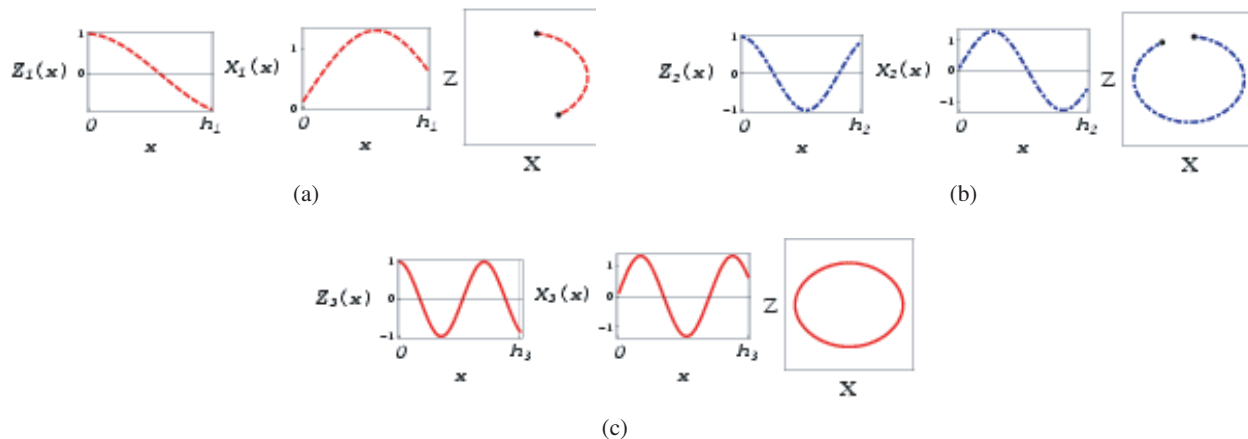 1
Z₁(x) 0
0 h₁
x
1
X₁(x)
0
0 h₁
x
Z
X
(a)
1
Z₂(x) 0
-1
0 h₂
x
1
X₂(x) 0
-1
0 h₂
x
Z
X
(b)
1
Z₃(x) 0
-1
0 h₃
x
1
X₃(x) 0
-1
0 h₃
x
Z
X
(c)